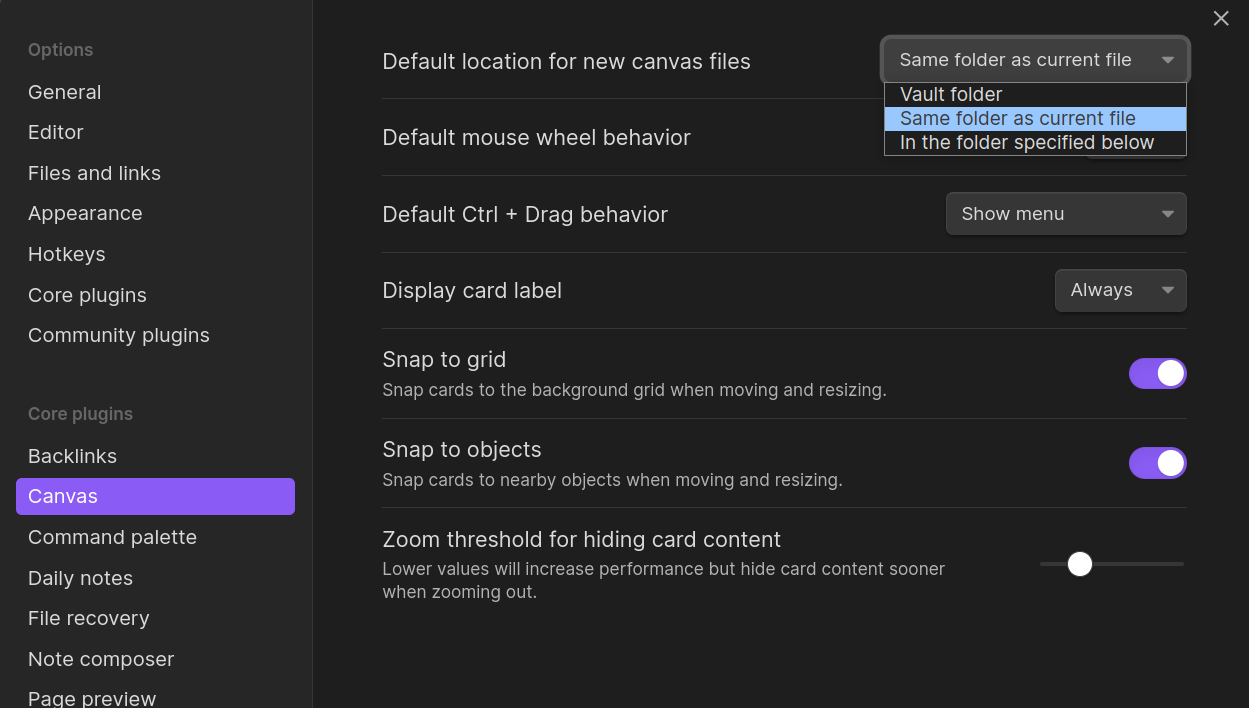 Options
General
Editor
Files and links
Appearance
Hotkeys
Core plugins
Community plugins
Core plugins
Backlinks
Canvas
Command palette
Daily notes
File recovery
Note composer
Page preview
Default location for new canvas files
Same folder as current file
Vault folder
Same folder as current file
In the folder specified below
Default mouse wheel behavior
Default Ctrl + Drag behavior
Show menu
Display card label
Always
Snap to grid
Snap cards to the background grid when moving and resizing.
Snap to objects
Snap cards to nearby objects when moving and resizing.
Zoom threshold for hiding card content
Lower values will increase performance but hide card content sooner
when zooming out.